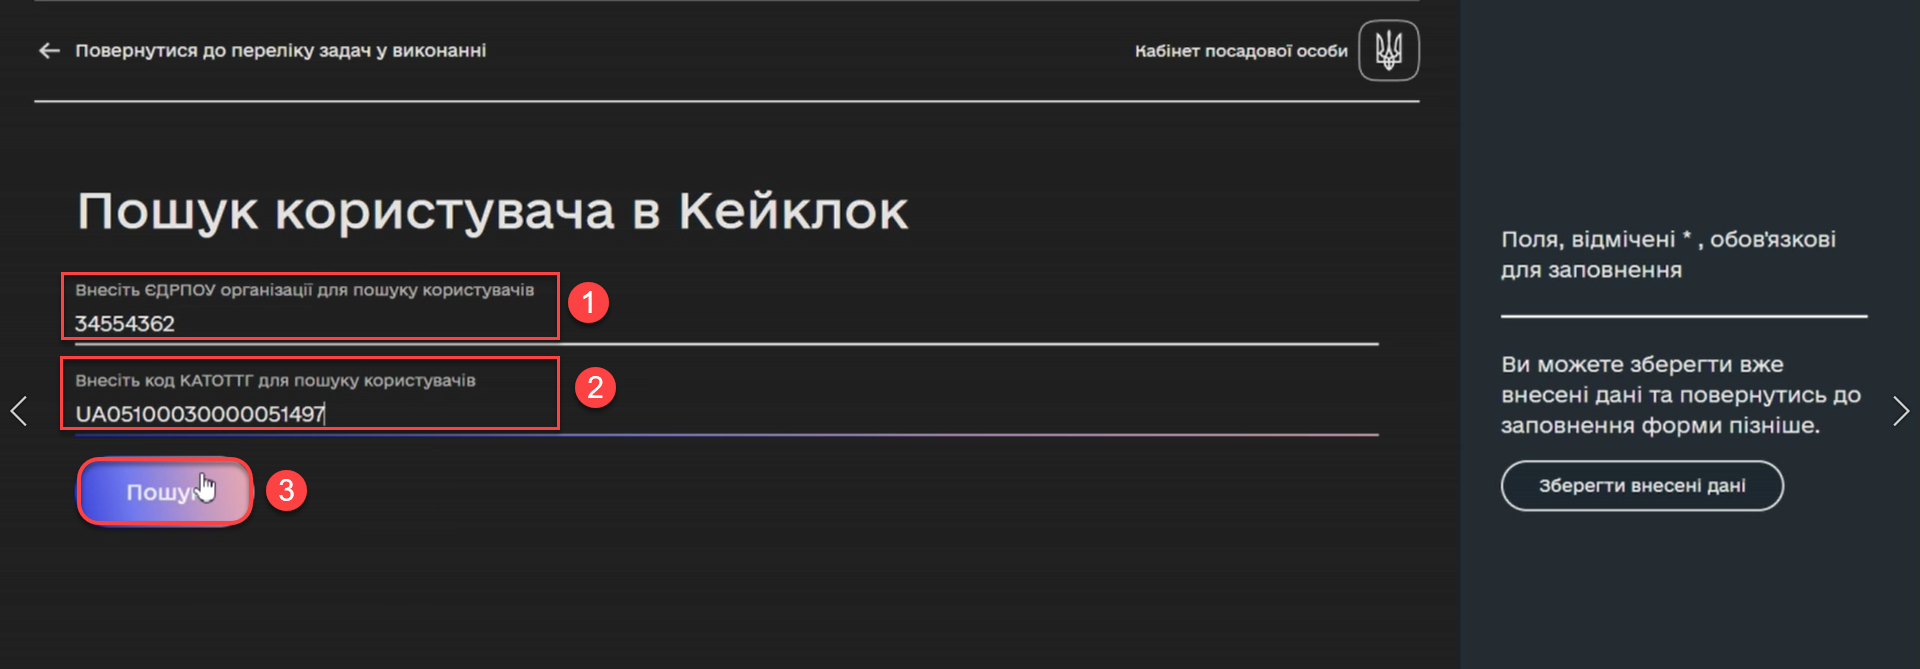 Повернутися до переліку задач у виконанні
Кабінет посадової особи
Пошук користувача в Кейклок
Внесіть ЄДРПОУ організації для пошуку користувачів
34554362
1
Внесіть код КАТОТТГ для пошуку користувачів
UA05100030000051497
2
Пошук
3
Поля, відмічені * , обов'язкові
для заповнення
Ви можете зберегти вже
внесені дані та повернутись до
заповнення форми пізніше.
Зберегти внесені дані